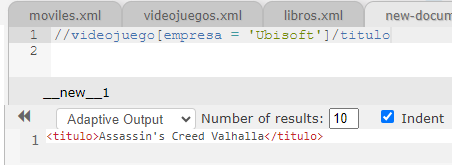 moviles.xml videojuegos.xml libros.xml new-docum
1 //videojuego[empresa = 'Ubisoft']/titulo
2
__new__1
Adaptive Output Number of results: 10 Indent
1 <titulo>Assassin's Creed Valhalla</titulo>